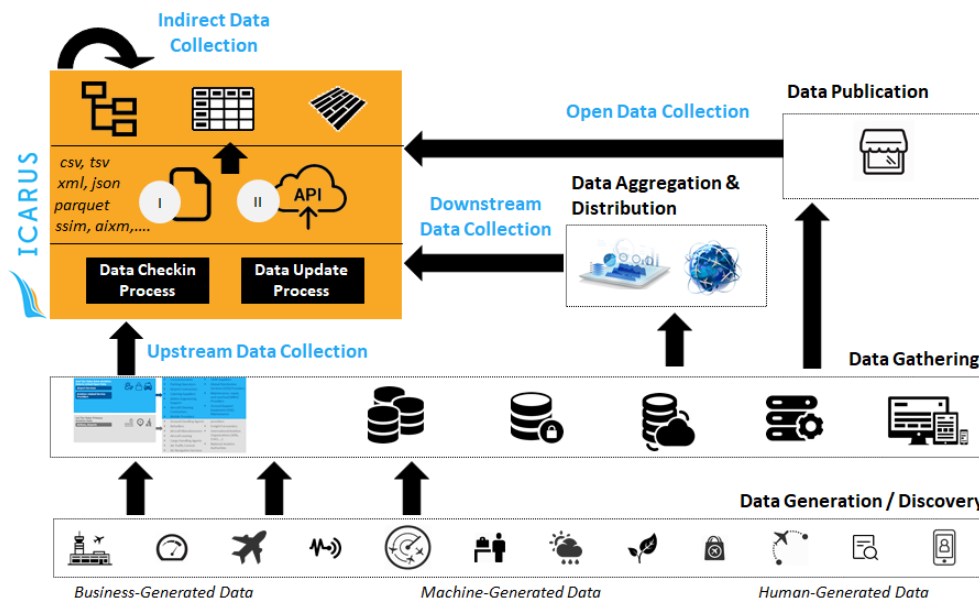 Indirect Data
Collection
Data Publication
Open Data Collection
csv, tsv
xml, json
parquet
ssim, aixm,....
I
II
API
ICARUS
Data Aggregation &
Distribution
Downstream
Data Collection
Data Checkin
Process
Data Update
Process
Upstream Data Collection
Data Gathering
Data Generation / Discovery
Business-Generated Data
Machine-Generated Data
Human-Generated Data